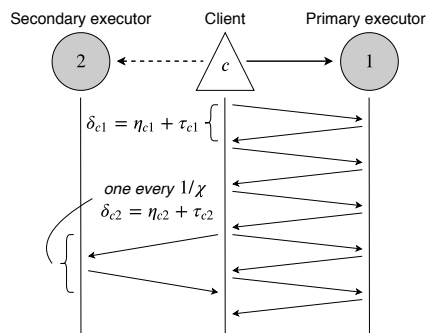 Secondary executor Client Primary executor
2 c 1
δc1 = ηc1 + τc1
one every 1/χ
δc2 = ηc2 + τc2